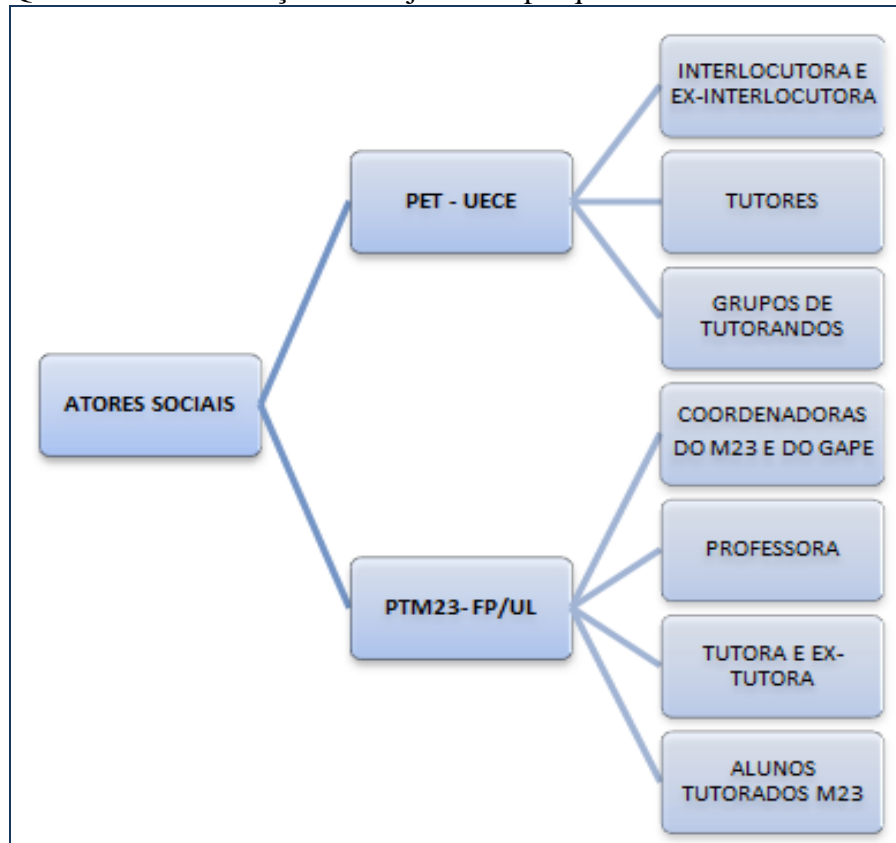 INTERLOCUTORA E
EX-INTERLOCUTORA
PET - UECE
TUTORES
GRUPOS DE
TUTORANDOS
ATORES SOCIAIS
COORDENADORAS
DO M23 E DO GAPE
PROFESSORA
PTM23- FP/UL
TUTORA E EX-
TUTORA
ALUNOS
TUTORADOS M23